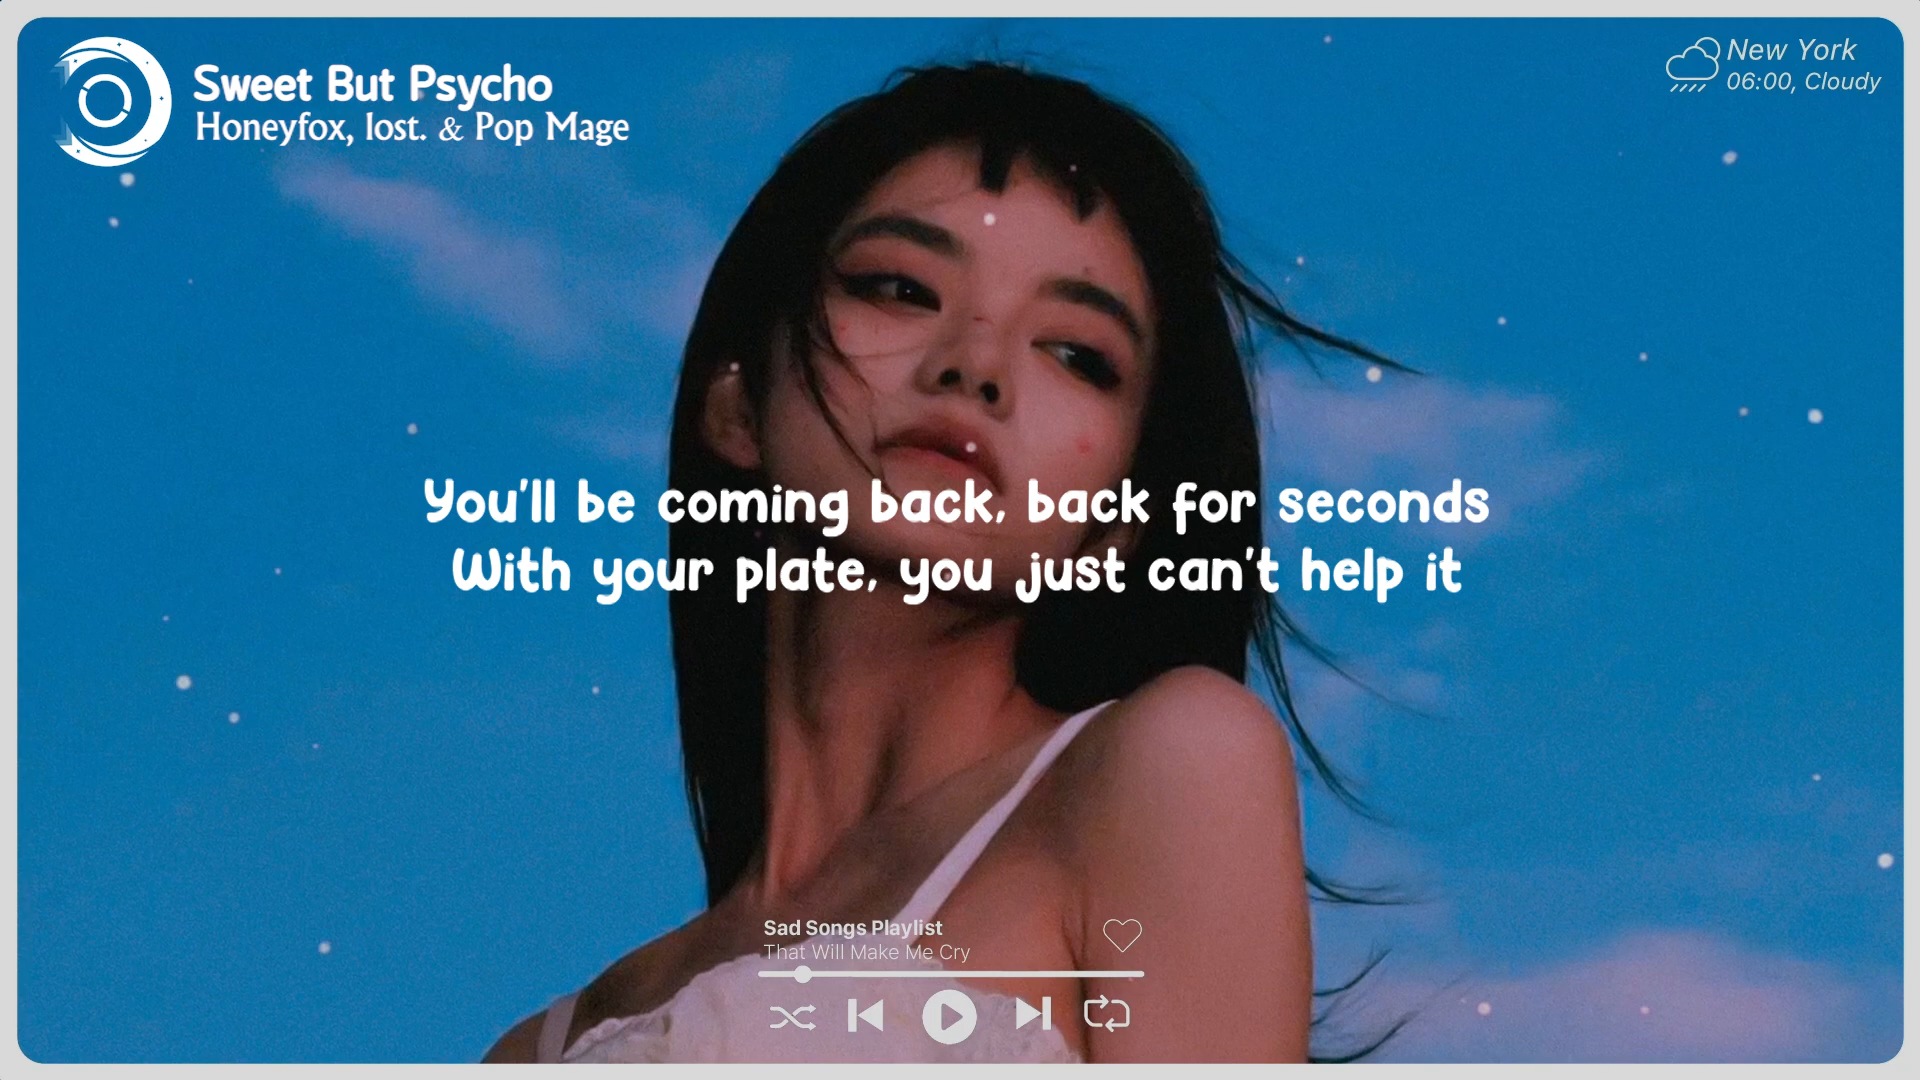 Sweet But Psycho
Honeyfox, lost. & Pop Mage
New York
06:00, Cloudy
You'll be coming back, back for seconds
With your plate, you just can't help it
Sad Songs Playlist
That Will Make Me Cry